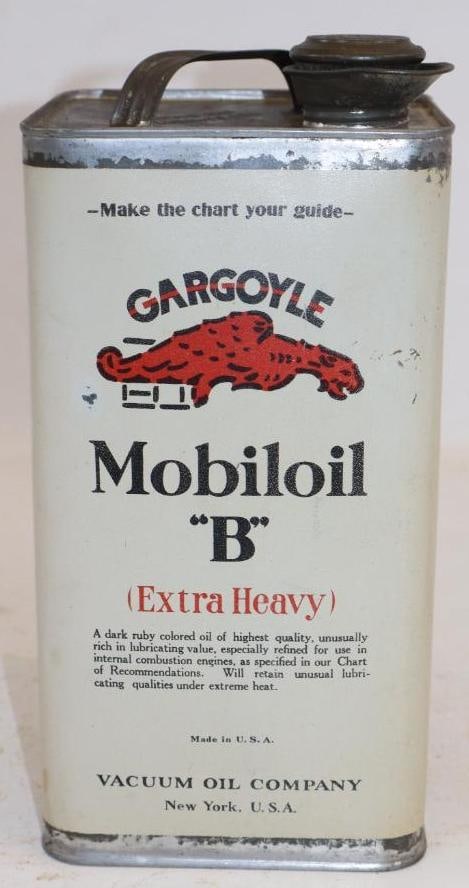 –Make the chart your guide–
GARGOYLE
Mobiloil
“B”
(Extra Heavy)
A dark ruby colored oil of highest quality, unusually
rich in lubricating value, especially refined for use in
internal combustion engines, as specified in our Chart
of Recommendations. Will retain unusual lubri-
cating qualities under extreme heat.
Made in U. S. A.
VACUUM OIL COMPANY
New York, U. S. A.